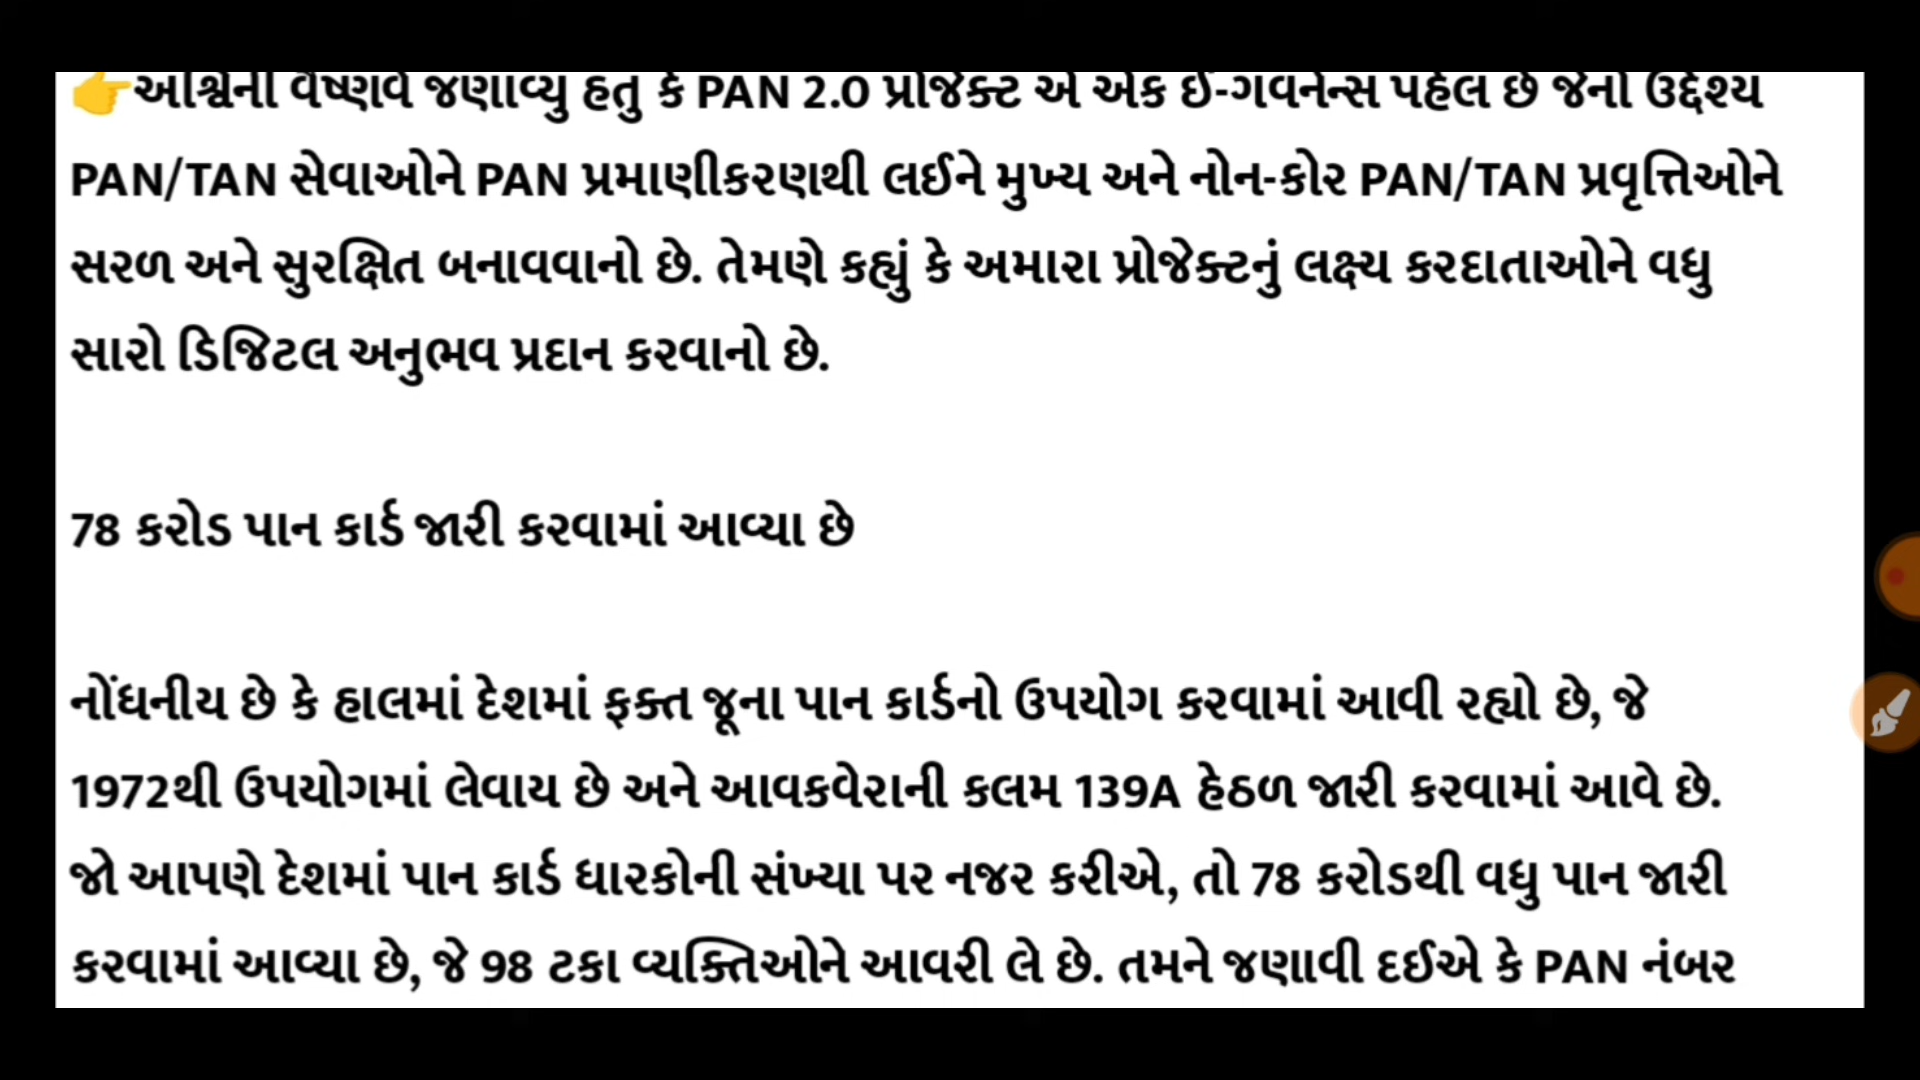 👉અશ્વિની વૈષ્ણવે જણાવ્યું હતું કે PAN 2.0 પ્રોજેક્ટ એ એક ઈ-ગવર્નન્સ પહેલ છે જેનો ઉદ્દેશ્ય
PAN/TAN સેવાઓને PAN પ્રમાણીકરણથી લઈને મુખ્ય અને નોન-કોર PAN/TAN પ્રવૃત્તિઓને
સરળ અને સુરક્ષિત બનાવવાનો છે. તેમણે કહ્યું કે અમારા પ્રોજેક્ટનું લક્ષ્ય કરદાતાઓને વધુ
સારો ડિજિટલ અનુભવ પ્રદાન કરવાનો છે.
78 કરોડ પાન કાર્ડ જારી કરવામાં આવ્યા છે
નોંધનીય છે કે હાલમાં દેશમાં ફક્ત જૂના પાન કાર્ડનો ઉપયોગ કરવામાં આવી રહ્યો છે, જે
1972થી ઉપયોગમાં લેવાય છે અને આવકવેરાની કલમ 139A હેઠળ જારી કરવામાં આવે છે.
જો આપણે દેશમાં પાન કાર્ડ ધારકોની સંખ્યા પર નજર કરીએ, તો 78 કરોડથી વધુ પાન જારી
કરવામાં આવ્યા છે, જે 98 ટકા વ્યક્તિઓને આવરી લે છે. તમને જણાવી દઈએ કે PAN નંબર